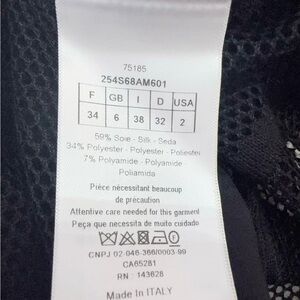 75185
254S68AM601
F GB I D USA
34 6 38 32 2
59% Soie - Silk - Seda
34% Polyester - Polyester - Poliester
7% Polyamide - Polyamide -
Poliamida
Pièce nécessitant beaucoup
de précaution
Attentive care needed for this garment
Peça que necessita de muito cuidado
CNPJ 02-046-366/0003-99
CA65281
RN : 143628
Made In ITALY